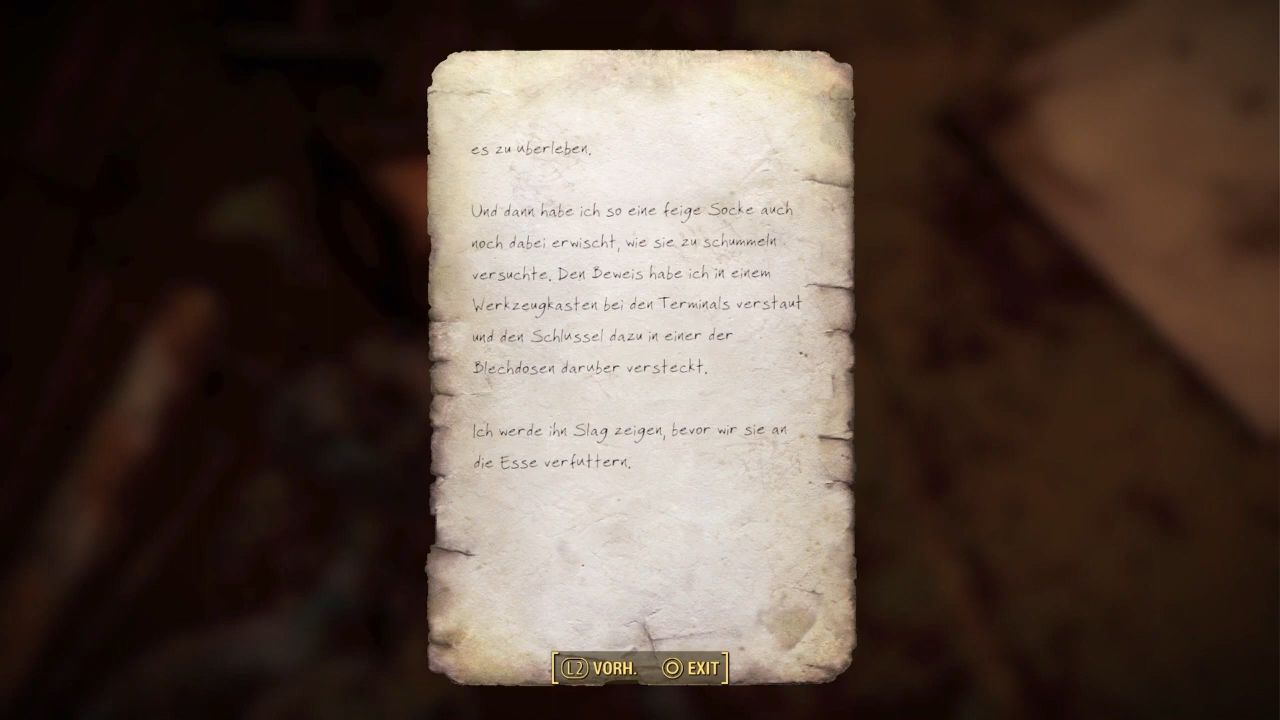 es zu uberleben.
Und dann habe ich so eine feige Socke auch
noch dabei erwischt, wie sie zu schummeln
versuchte. Den Beweis habe ich in einem
Werkzeugkasten bei den Terminals verstaut
und den Schlussel dazu in einer der
Blechdosen daruber versteckt.
Ich werde ihn Slag zeigen, bevor wir sie an
die Esse verfuttern.
L2 VORH. O EXIT